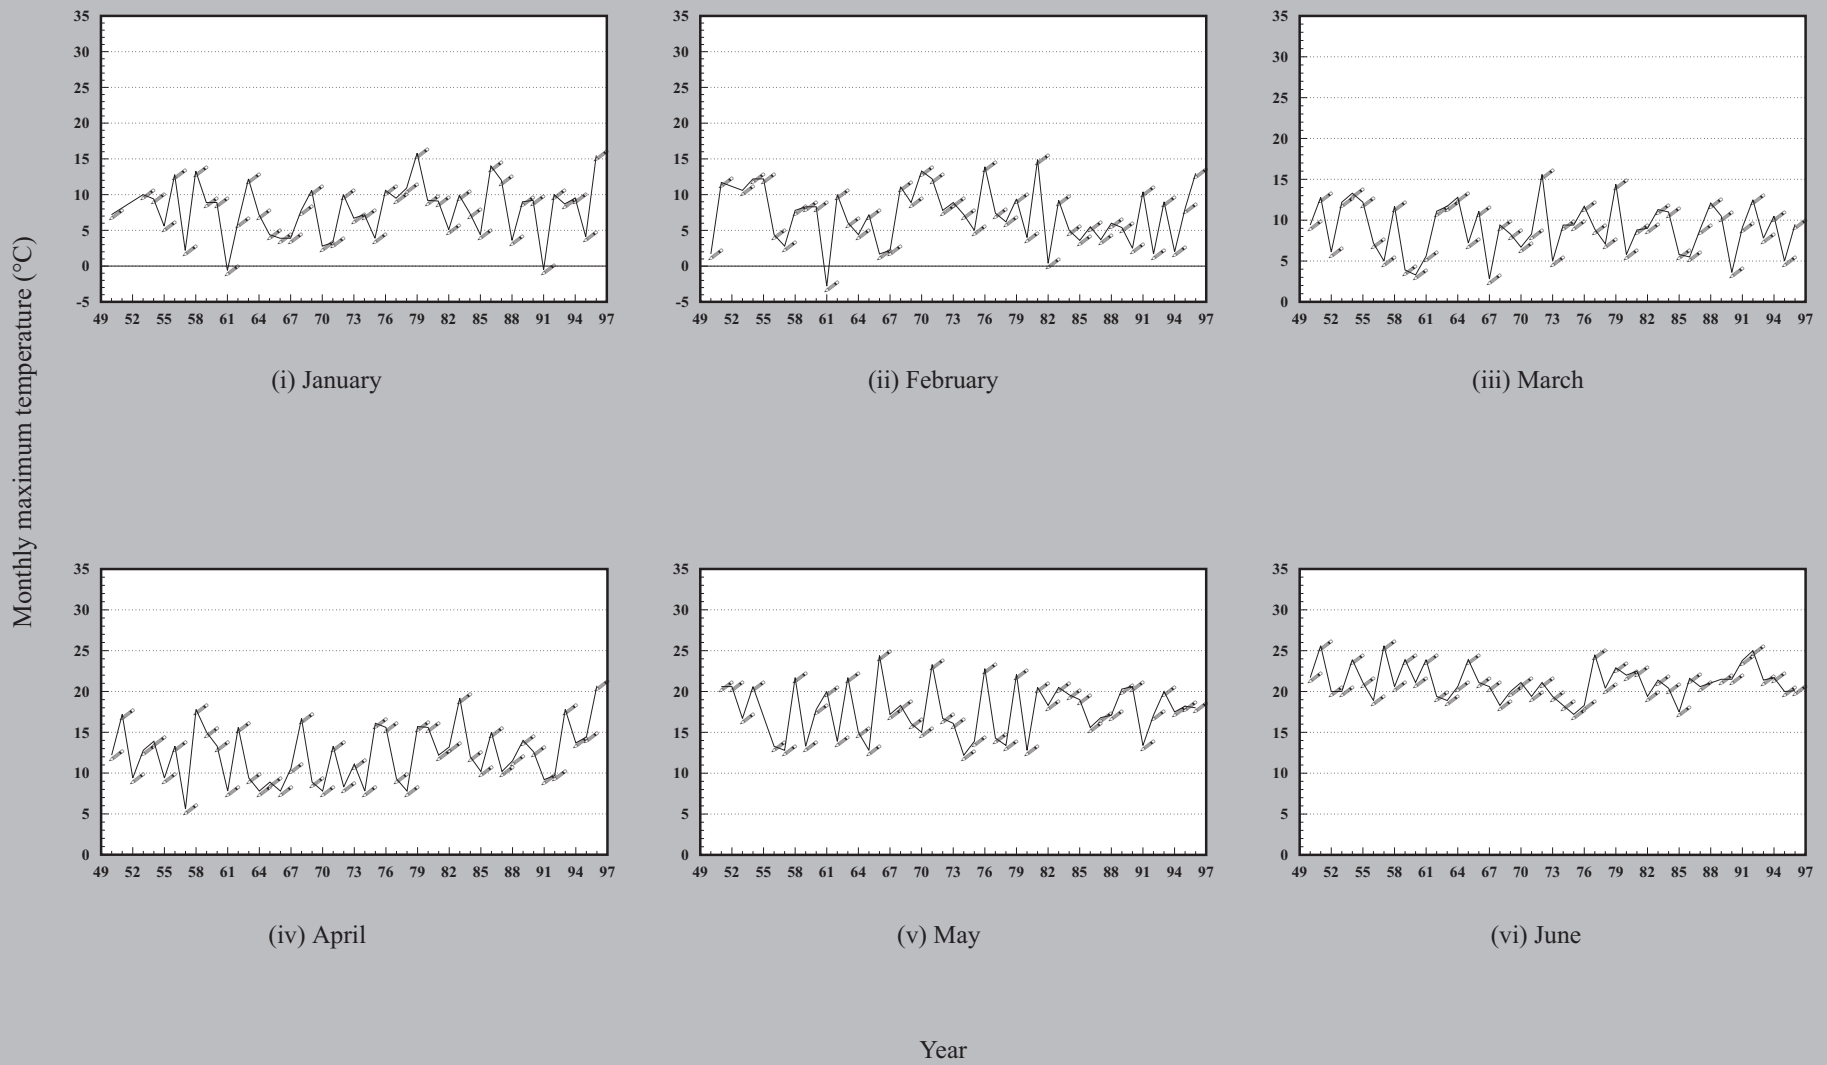 Monthly maximum temperature (°C)
35 35 35
30 30 30
25 25 25
20 20 20
15 15 15
10 10 10
5 5 5
0 0
-5 -5 0
49 52 55 58 61 64 67 70 73 76 79 82 85 88 91 94 97 49 52 55 58 61 64 67 70 73 76 79 82 85 88 91 94 97 49 52 55 58 61 64 67 70 73 76 79 82 85 88 91 94 97
(i) January (ii) February (iii) March
35 35 35
30 30 30
25 25 25
20 20 20
15 15 15
10 10 10
5 5 5
0 0 0
49 52 55 58 61 64 67 70 73 76 79 82 85 88 91 94 97 49 52 55 58 61 64 67 70 73 76 79 82 85 88 91 94 97 49 52 55 58 61 64 67 70 73 76 79 82 85 88 91 94 97
(iv) April (v) May (vi) June
Year